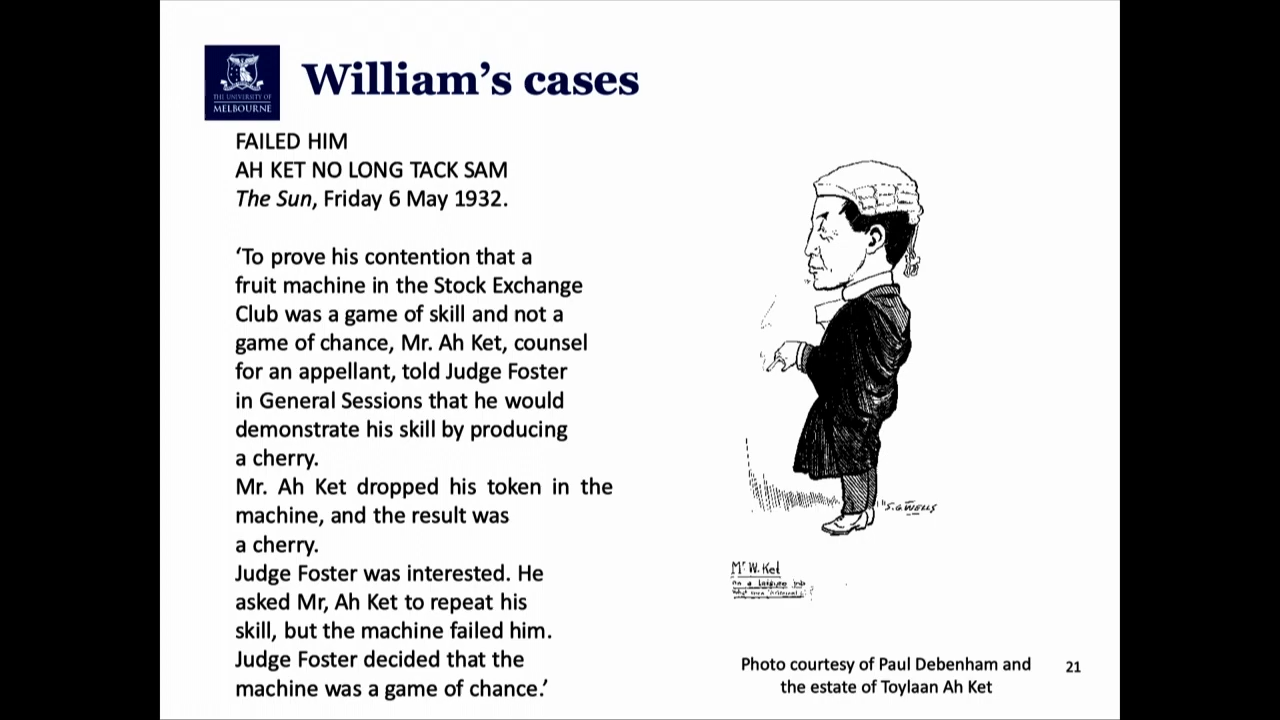 THE UNIVERSITY OF
MELBOURNE
William’s cases
FAILED HIM
AH KET NO LONG TACK SAM
The Sun, Friday 6 May 1932.
‘To prove his contention that a
fruit machine in the Stock Exchange
Club was a game of skill and not a
game of chance, Mr. Ah Ket, counsel
for an appellant, told Judge Foster
in General Sessions that he would
demonstrate his skill by producing
a cherry.
Mr. Ah Ket dropped his token in the
machine, and the result was
a cherry.
Judge Foster was interested. He
asked Mr, Ah Ket to repeat his
skill, but the machine failed him.
Judge Foster decided that the
machine was a game of chance.’
"S.G. WELLS
Mr W. Ket
Photo courtesy of Paul Debenham and
the estate of Toylaan Ah Ket
21